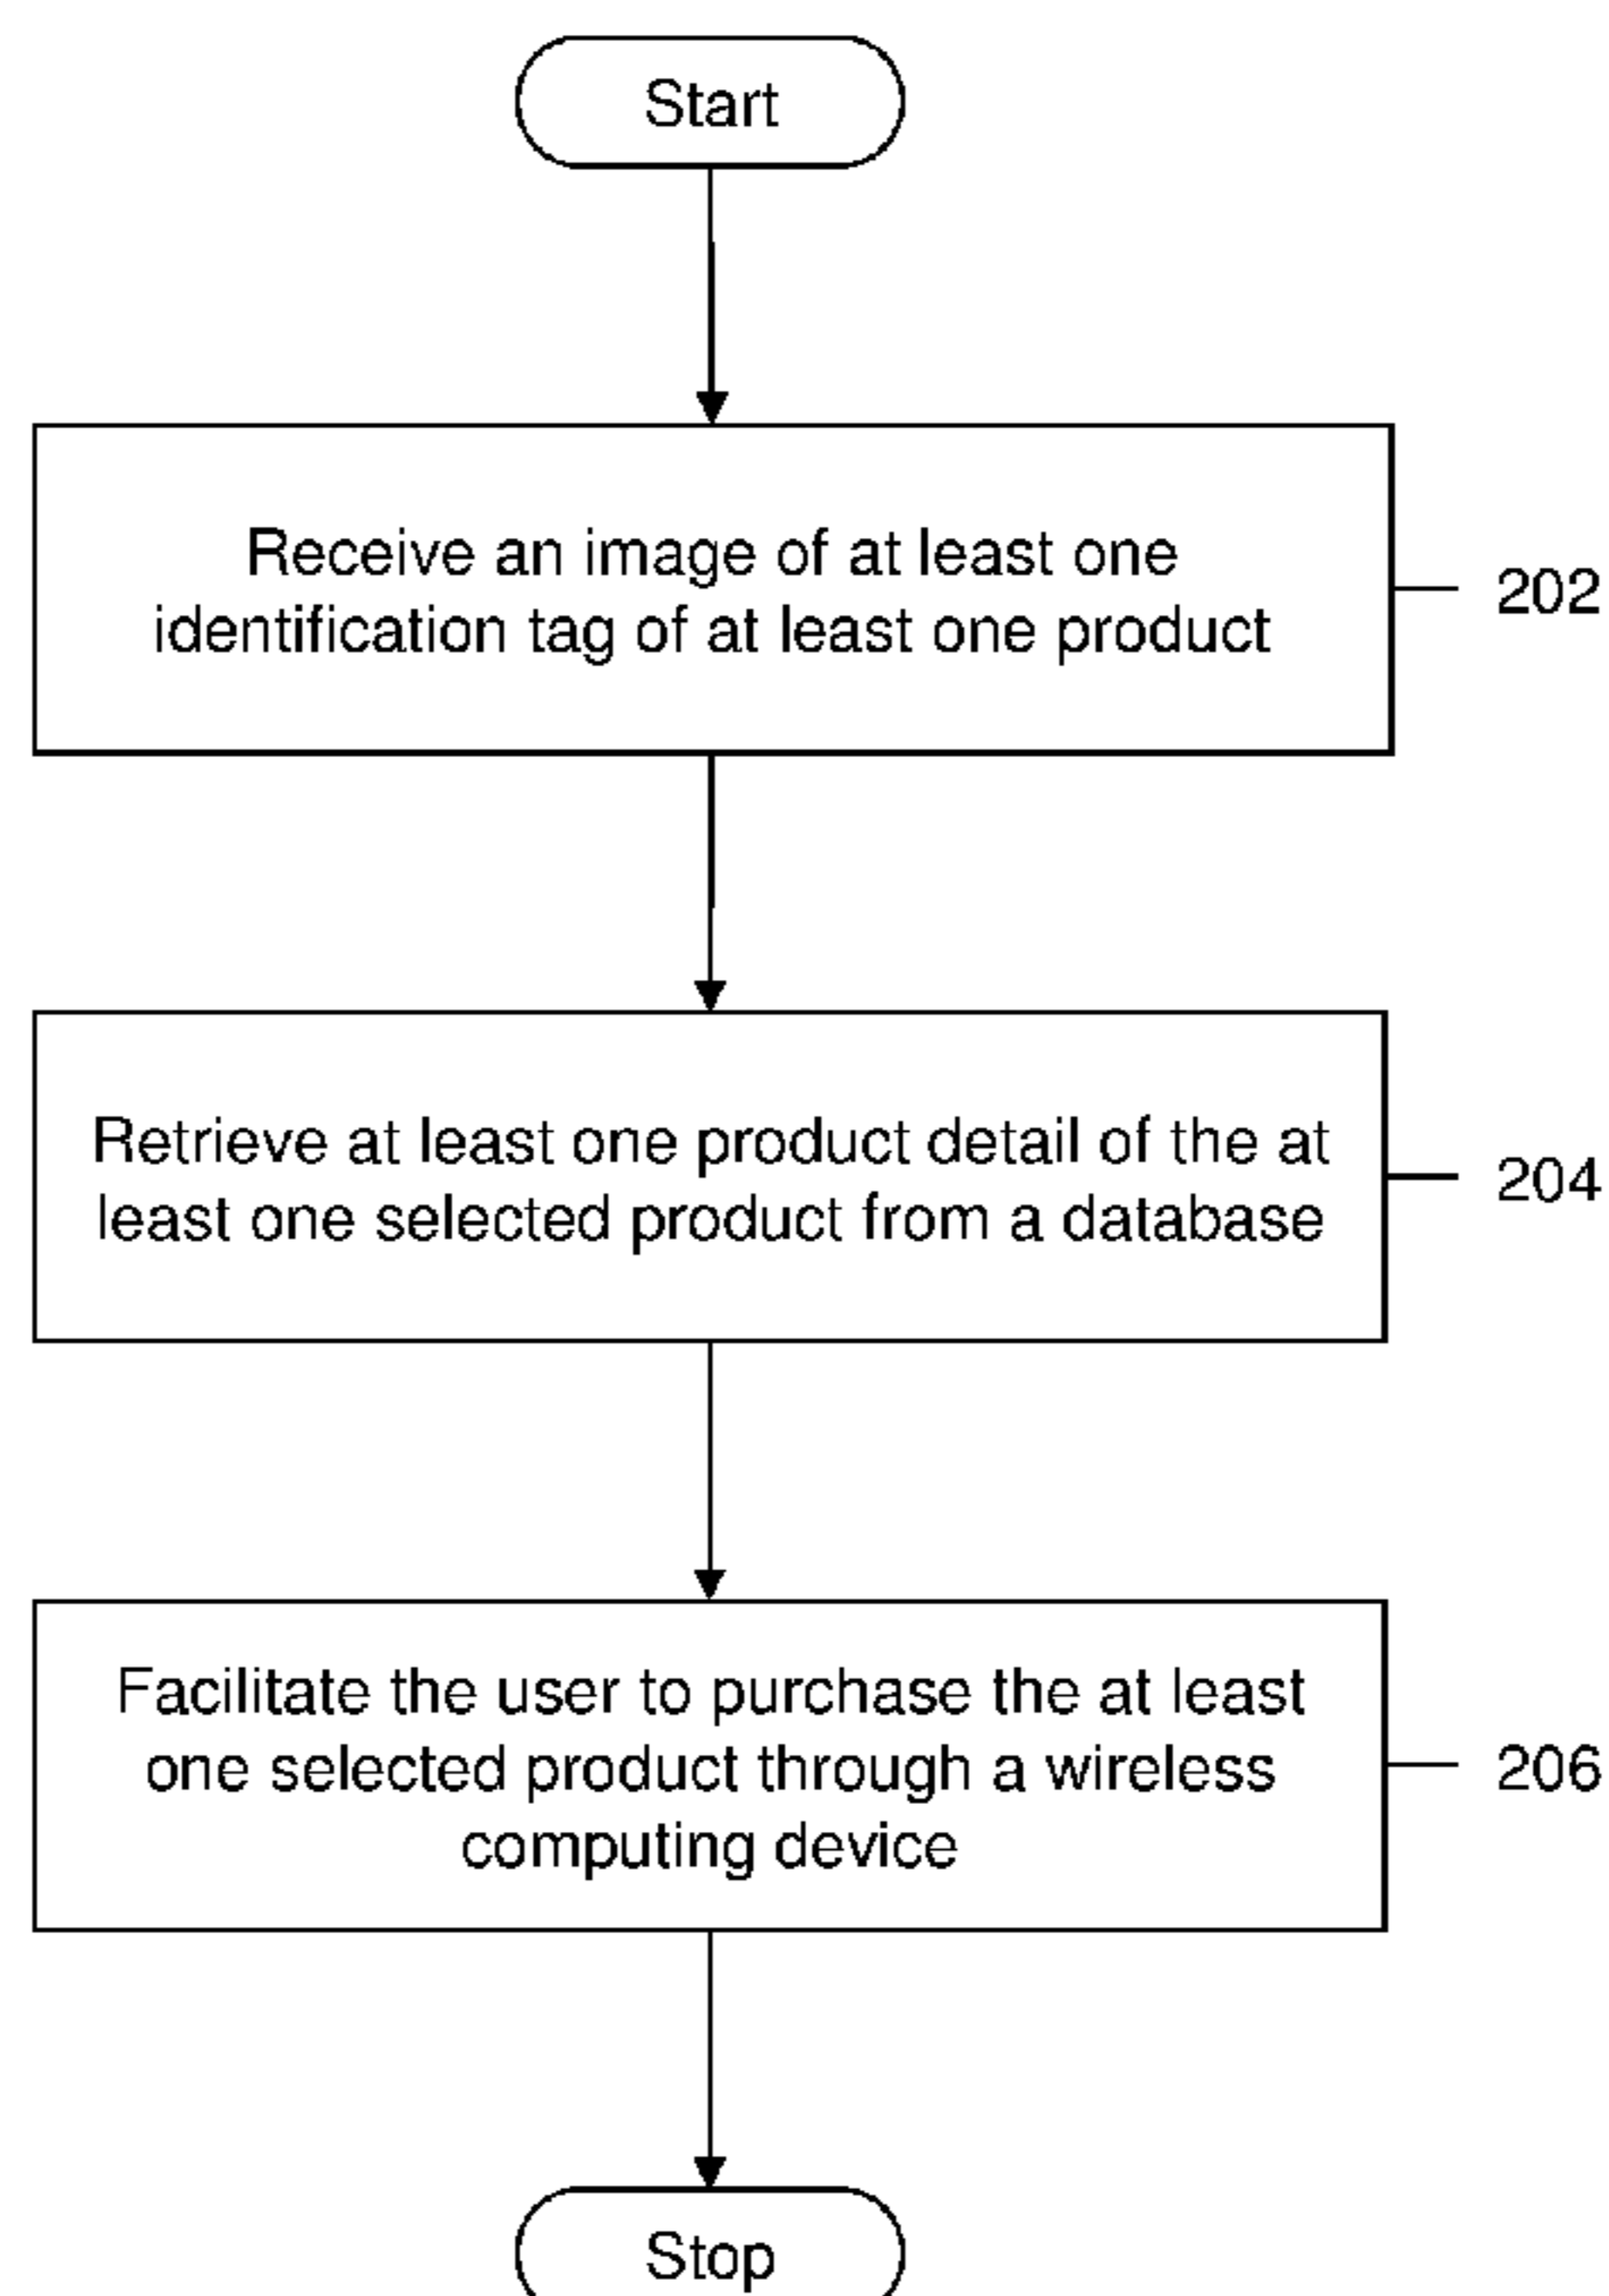 Start
Receive an image of at least one
identification tag of at least one product
202
Retrieve at least one product detail of the at
least one selected product from a database
204
Facilitate the user to purchase the at least
one selected product through a wireless
computing device
206
Stop